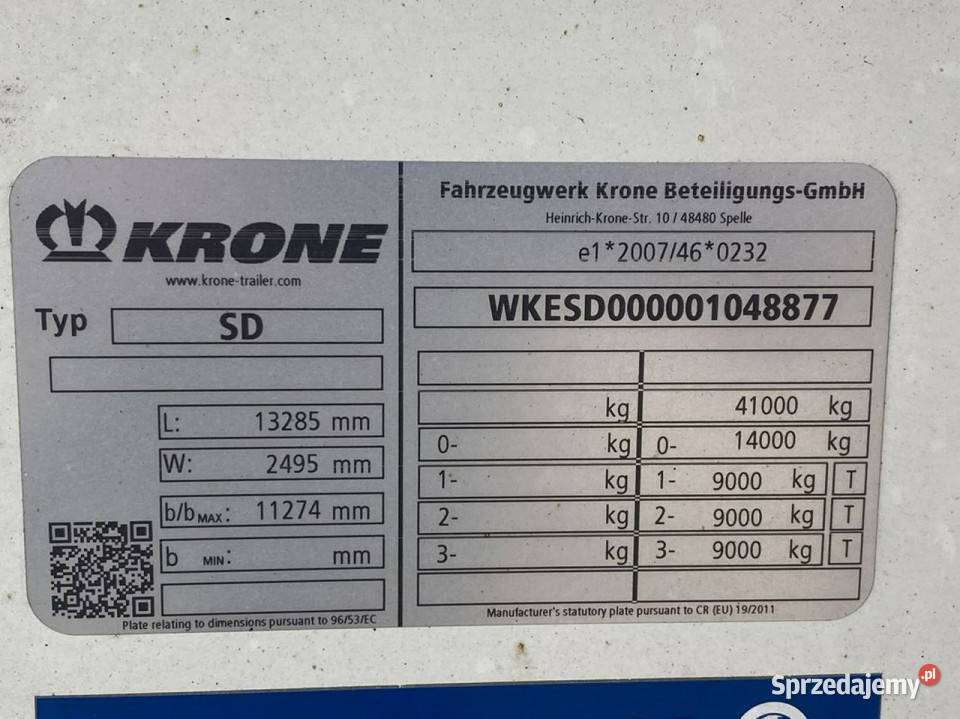 KRONE
www.krone-trailer.com
Typ SD
L: 13285 mm
W: 2495 mm
b/b MAX: 11274 mm
b MIN: mm
Plate relating to dimensions pursuant to 96/53/EC
Fahrzeugwerk Krone Beteiligungs-GmbH
Heinrich-Krone-Str. 10 / 48480 Spelle
e1*2007/46*0232
WKESD000001048877
kg 41000 kg
0- kg 0- 14000 kg
1- kg 1- 9000 kg T
2- kg 2- 9000 kg T
3- kg 3- 9000 kg T
Manufacturer's statutory plate pursuant to CR (EU) 19/2011
Sprzedajemy.pl